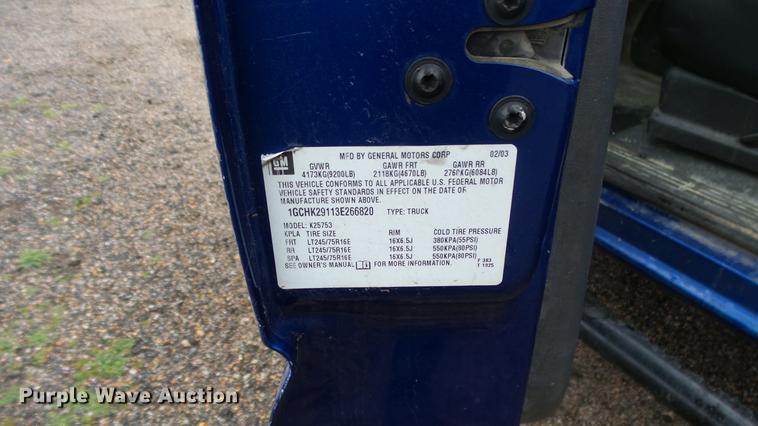 GM
MFD BY GENERAL MOTORS CORP 02/03
GVWR GAWR FRT GAWR RR
4173KG(9200LB) 2118KG(4670LB) 2760KG(6084LB)
THIS VEHICLE CONFORMS TO ALL APPLICABLE U.S. FEDERAL MOTOR
VEHICLE SAFETY STANDARDS IN EFFECT ON THE DATE OF
MANUFACTURE SHOWN ABOVE.
1GCHK29113E266820 TYPE: TRUCK
MODEL: K25753
KPLA TIRE SIZE RIM COLD TIRE PRESSURE
FRT LT245/75R16E 16X6.5J 380KPA(55PSI)
RR LT245/75R16E 16X6.5J 550KPA(80PSI)
SPA LT245/75R16E 16X6.5J 550KPA(80PSI)
SEE OWNER'S MANUAL FOR MORE INFORMATION.
F 383
T 1825
Purple Wave Auction